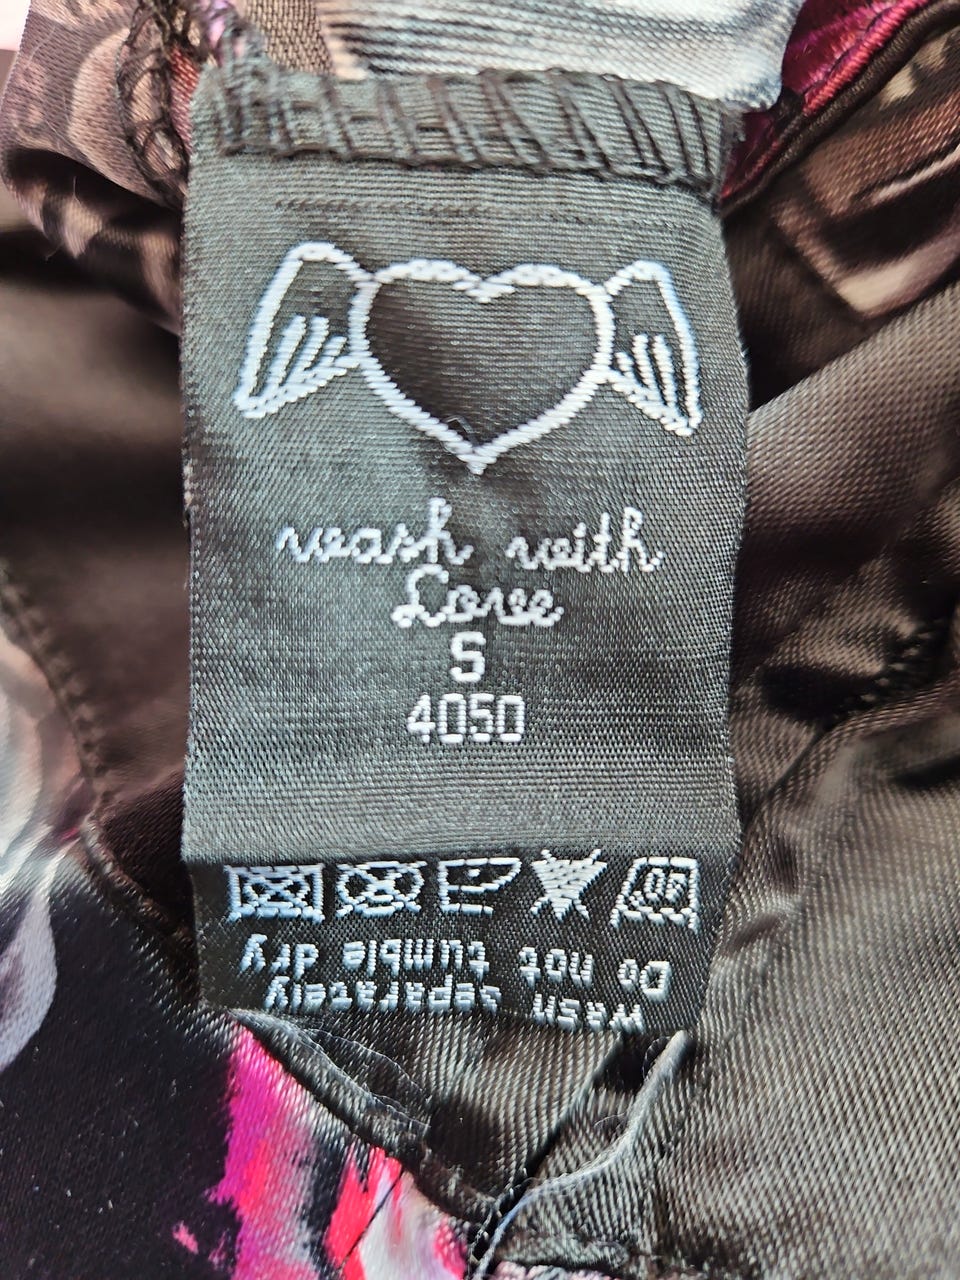 wash with
Love
S
4050
wash separately
Do not tumble dry